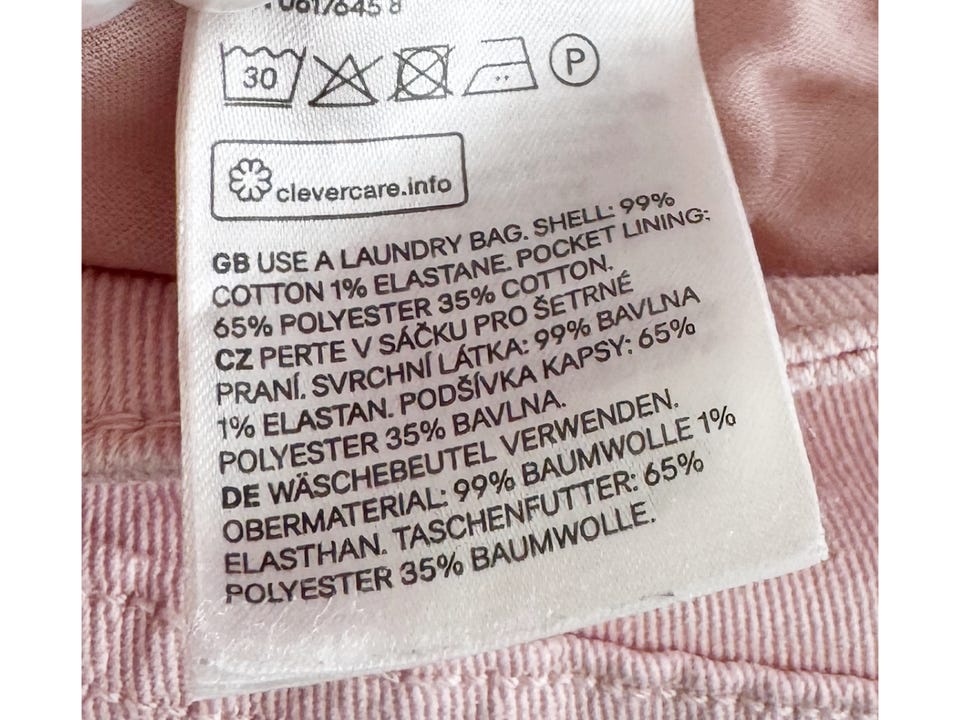 30 P
clevercare.info
GB USE A LAUNDRY BAG. SHELL: 99%
COTTON 1% ELASTANE. POCKET LINING:
65% POLYESTER 35% COTTON.
CZ PERTE V SÁČKU PRO ŠETRNÉ
PRANÍ. SVRCHNÍ LÁTKA: 99% BAVLNA
1% ELASTAN. PODŠÍVKA KAPSY: 65%
POLYESTER 35% BAVLNA.
DE WÄSCHEBEUTEL VERWENDEN.
OBERMATERIAL: 99% BAUMWOLLE 1%
ELASTHAN. TASCHENFUTTER: 65%
POLYESTER 35% BAUMWOLLE.